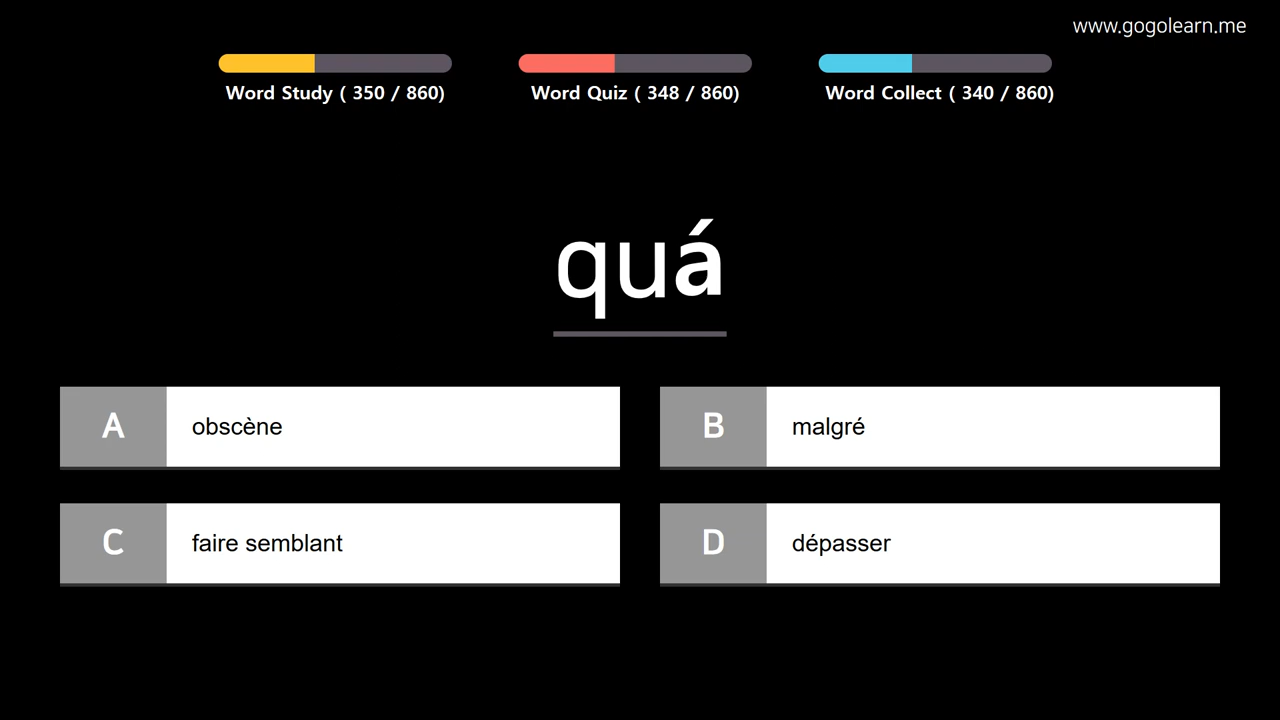 www.gogolearn.me
Word Study ( 350 / 860)
Word Quiz ( 348 / 860)
Word Collect ( 340 / 860)
quá
A obscène
B malgré
C faire semblant
D dépasser